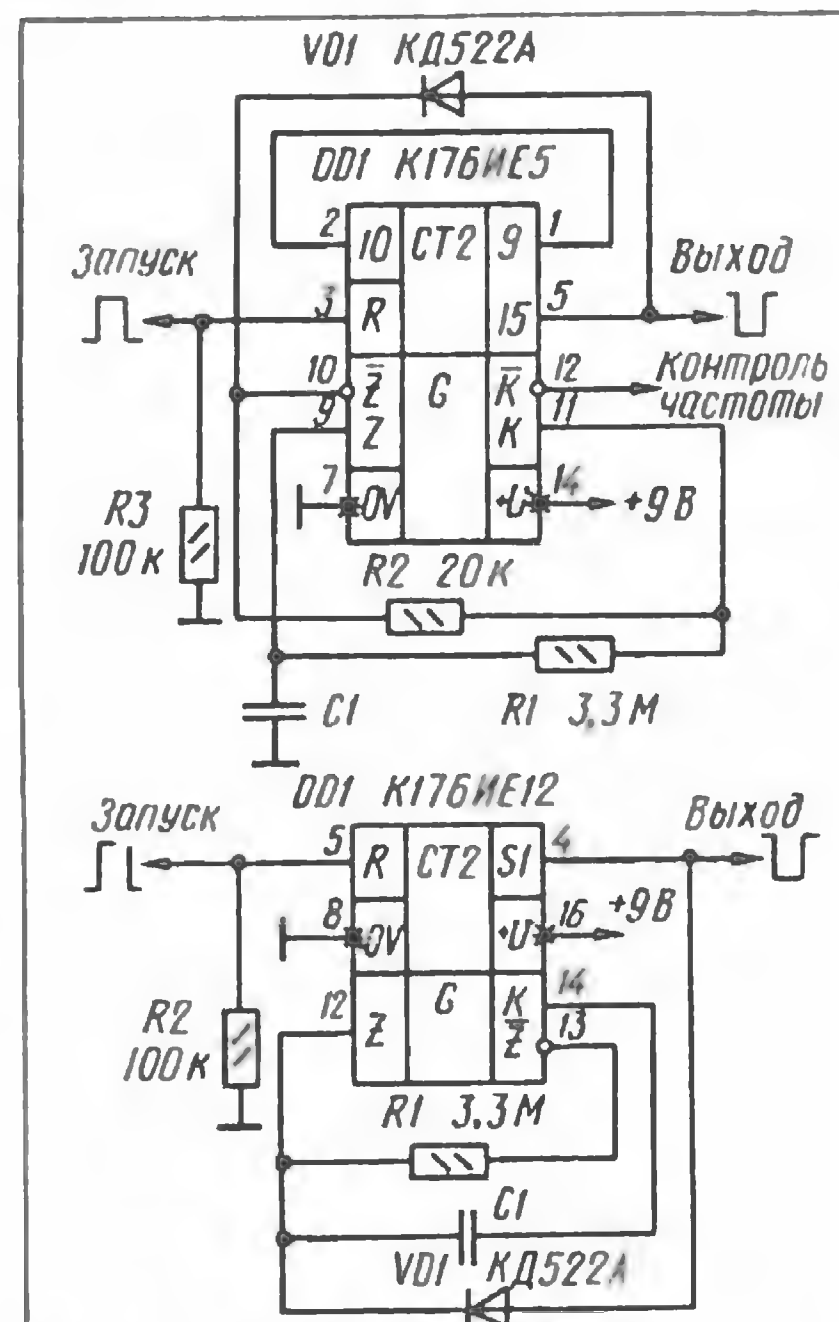 VD1 КД522А
DD1 К176ИЕ5
2 10 CT2 9 1
Запуск
Выход
3 R 15 5
10 Z̅ G K̅ 12
контроль частоты
9 Z K 11
7 0V +U 14 +9 В
R3 100 к
R2 20 к
C1
R1 3,3 М
DD1 К176ИЕ12
Запуск
Выход
5 R CT2 S1 4
8 0V +U 16 +9 В
12 Z G K 14
Z̅ 13
R2 100 к
R1 3,3 М
C1
VD1 КД522А